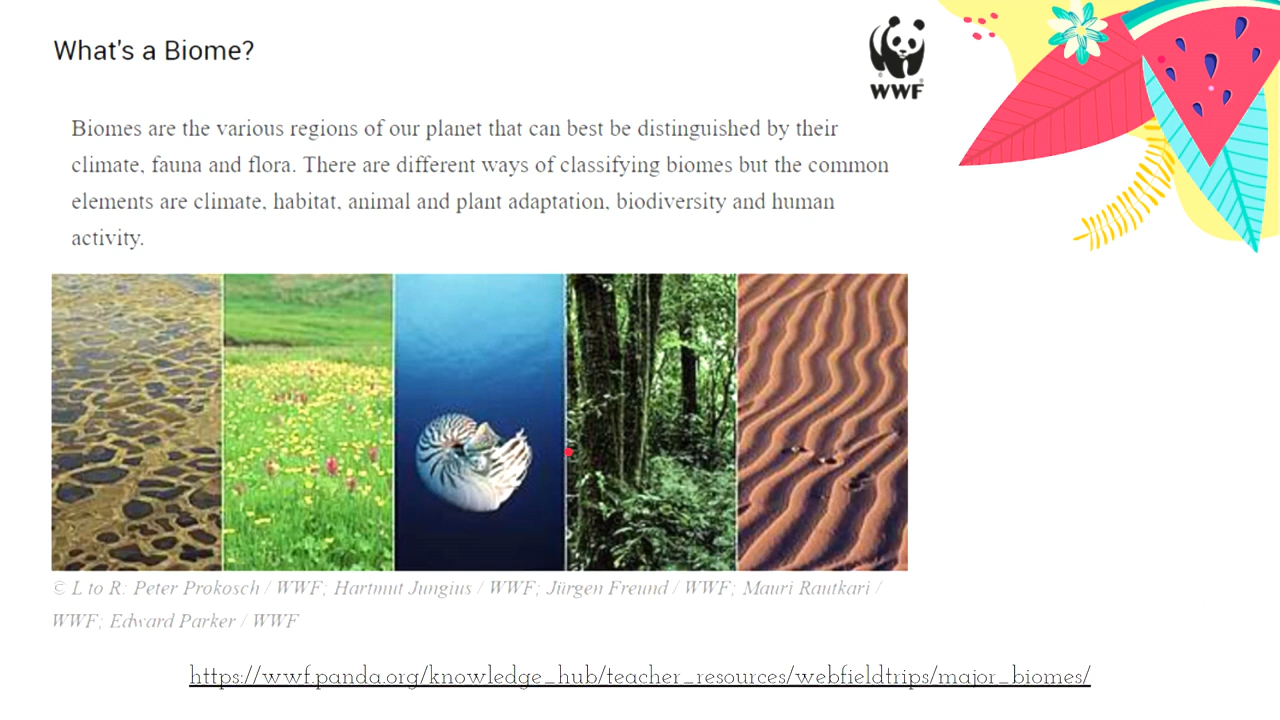 What's a Biome?
WWF
Biomes are the various regions of our planet that can best be distinguished by their
climate, fauna and flora. There are different ways of classifying biomes but the common
elements are climate, habitat, animal and plant adaptation, biodiversity and human
activity.
© L to R: Peter Prokosch / WWF; Hartmut Jungius / WWF; Jürgen Freund / WWF; Mauri Rautkari /
WWF; Edward Parker / WWF
https://wwf.panda.org/knowledge_hub/teacher_resources/webfieldtrips/major_biomes/